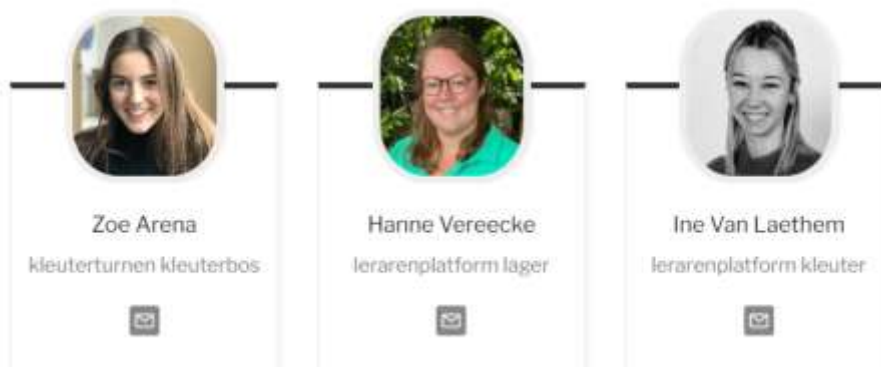 Zoe Arena
kleuterturnen kleuterbos
Hanne Vereecke
lerarenplatform lager
Ine Van Laethem
lerarenplatform kleuter